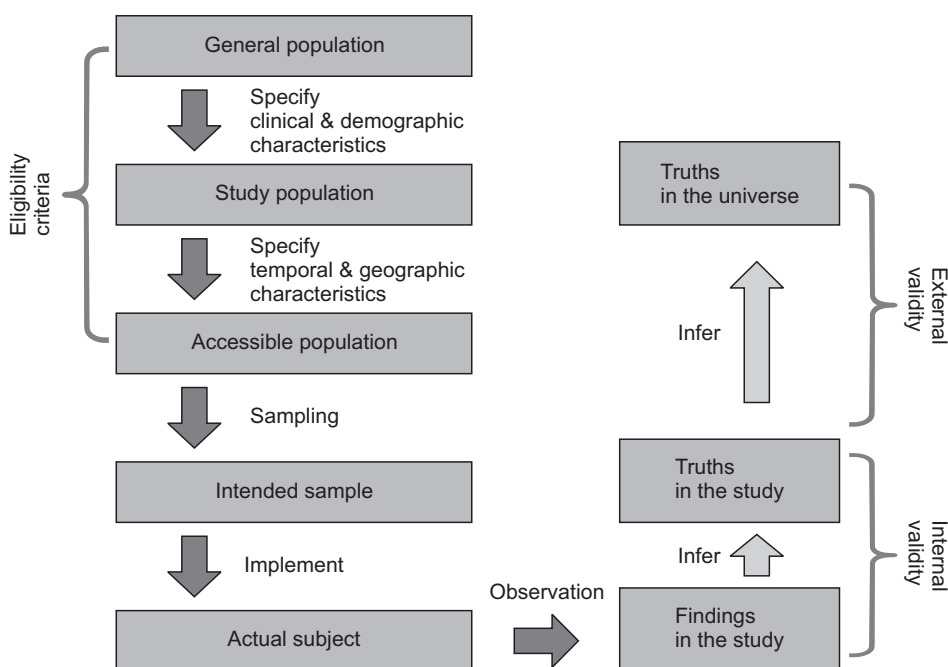 General population
Specify
clinical & demographic
characteristics
Study population
Specify
temporal & geographic
characteristics
Accessible population
Sampling
Intended sample
Implement
Actual subject
Eligibility
criteria
Observation
Truths
in the universe
Infer
Truths
in the study
Infer
Findings
in the study
External
validity
Internal
validity